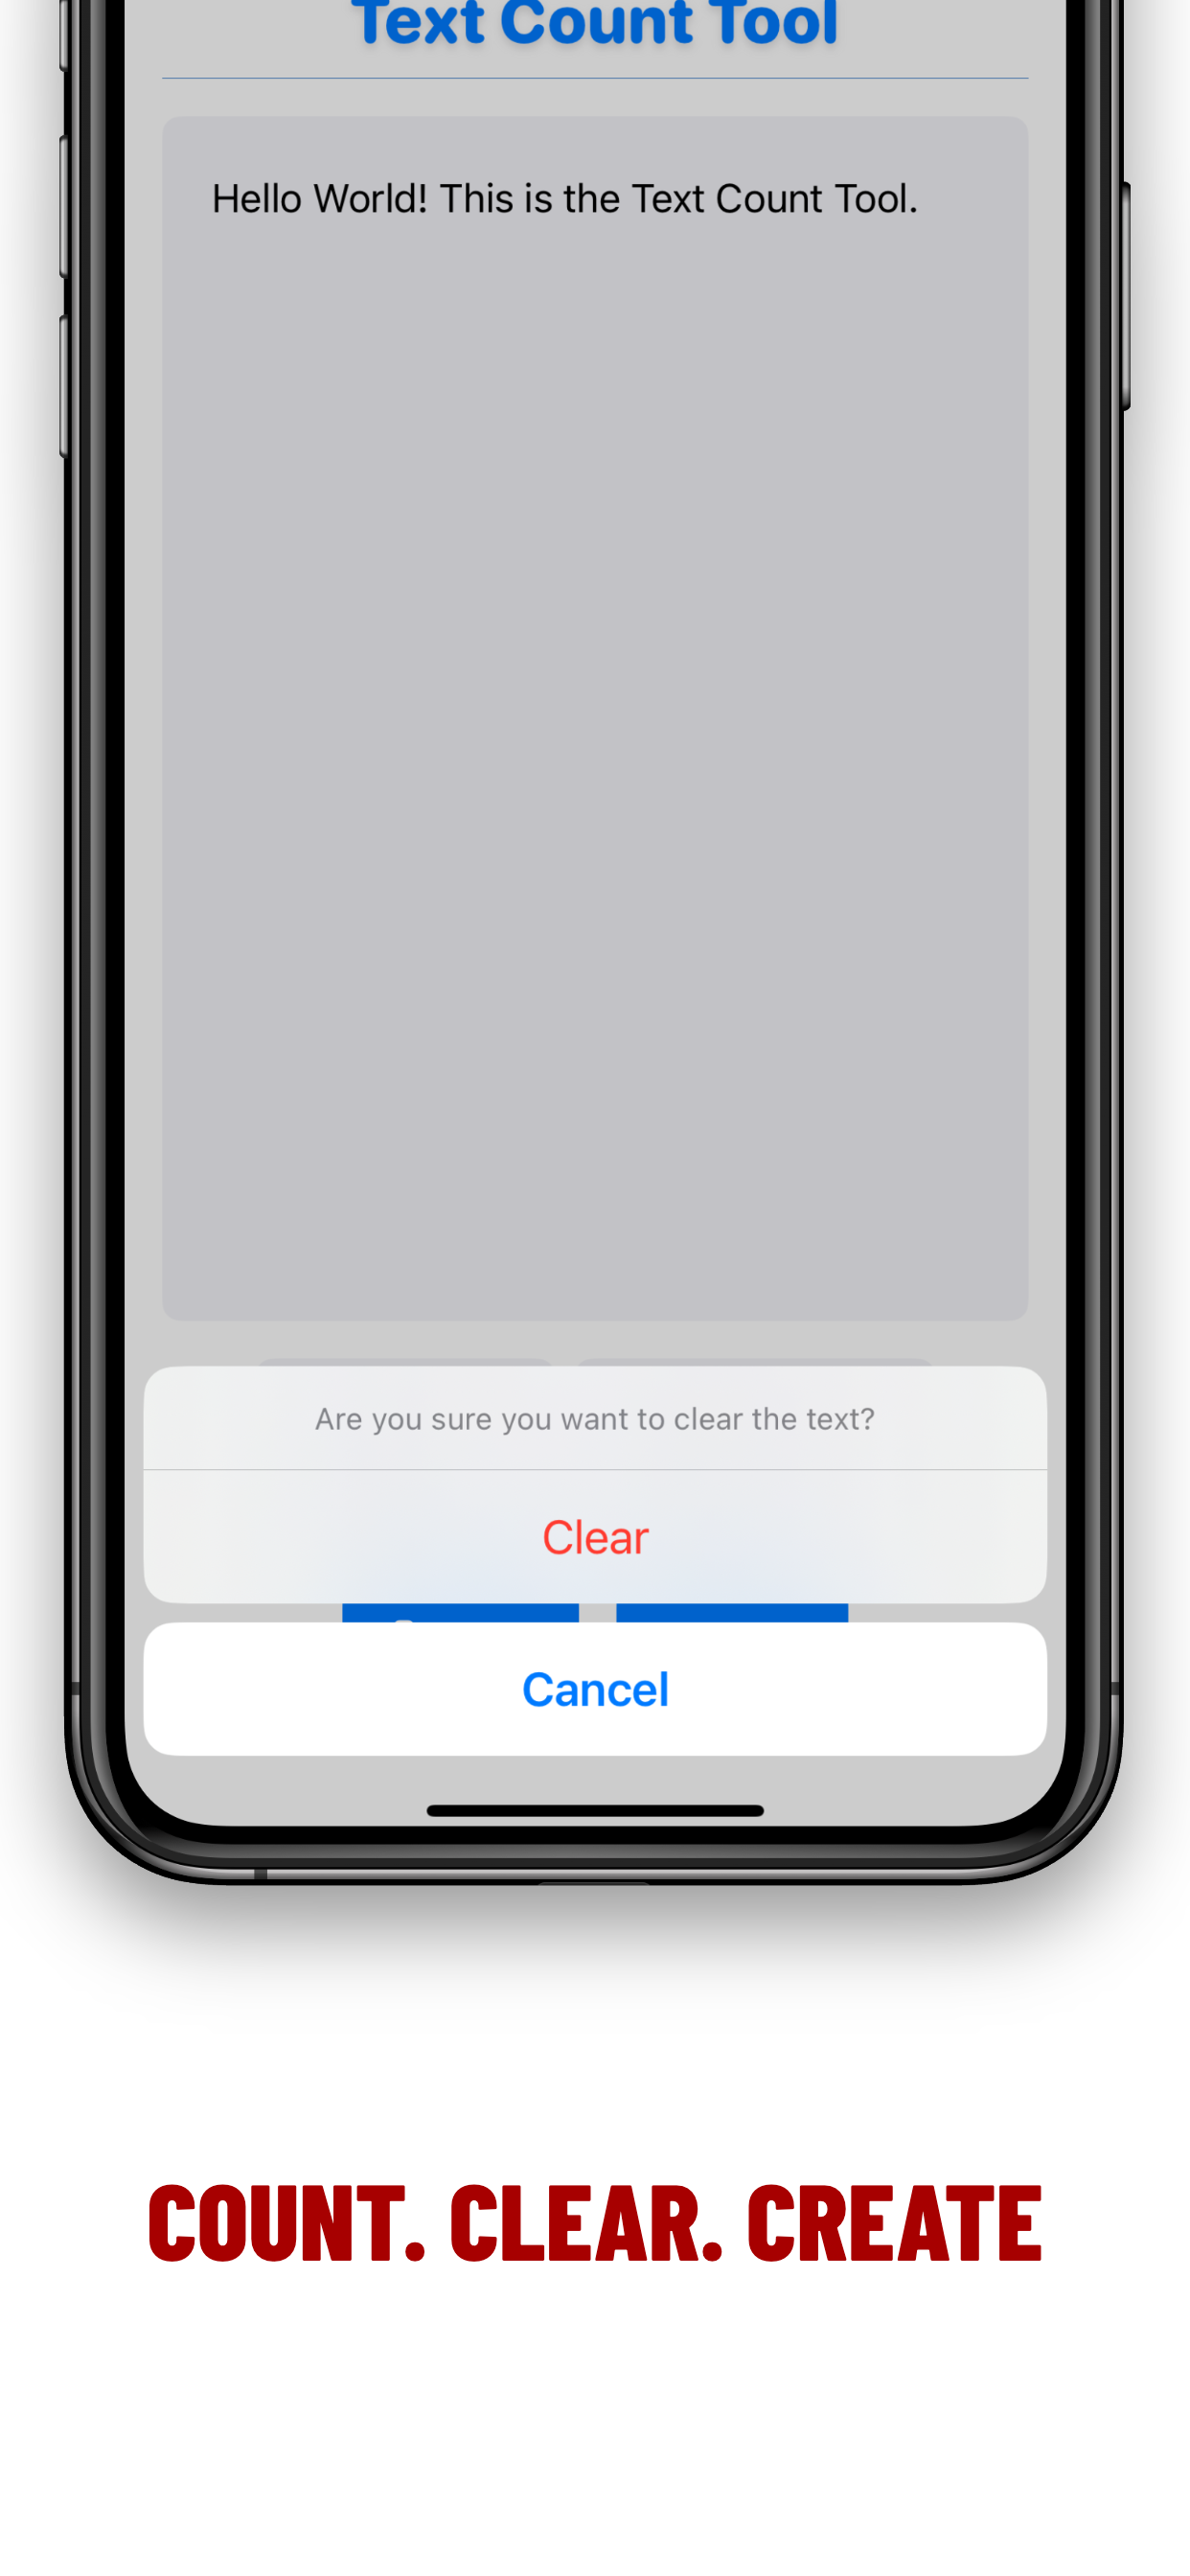 Text Count Tool
Hello World! This is the Text Count Tool.
Are you sure you want to clear the text?
Clear
Cancel
COUNT. CLEAR. CREATE